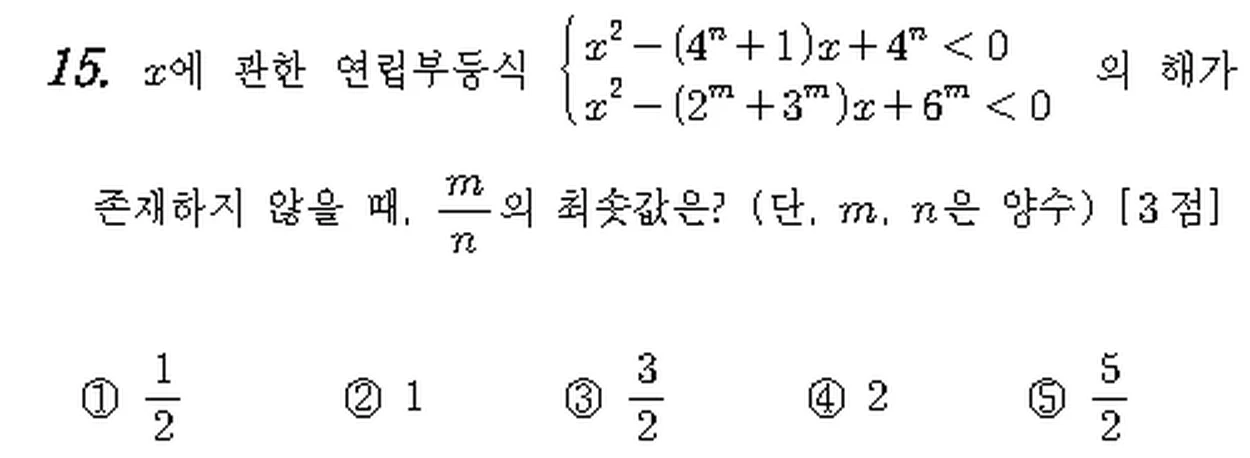 15. x에 관한 연립부등식 { x² − (4ⁿ + 1)x + 4ⁿ < 0
x² − (2ᵐ + 3ᵐ)x + 6ᵐ < 0 의 해가
존재하지 않을 때, m/n 의 최솟값은? (단, m, n은 양수) [3점]
① 1/2 ② 1 ③ 3/2 ④ 2 ⑤ 5/2